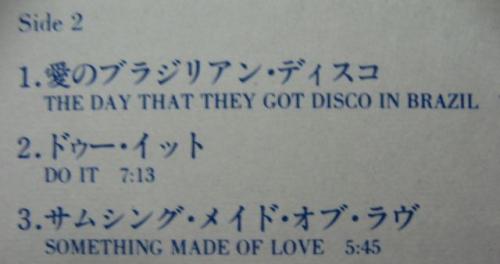 Side 2
1.愛のブラジリアン・ディスコ
THE DAY THAT THEY GOT DISCO IN BRAZIL
2.ドゥー・イット
DO IT 7:13
3.サムシング・メイド・オブ・ラヴ
SOMETHING MADE OF LOVE 5:45